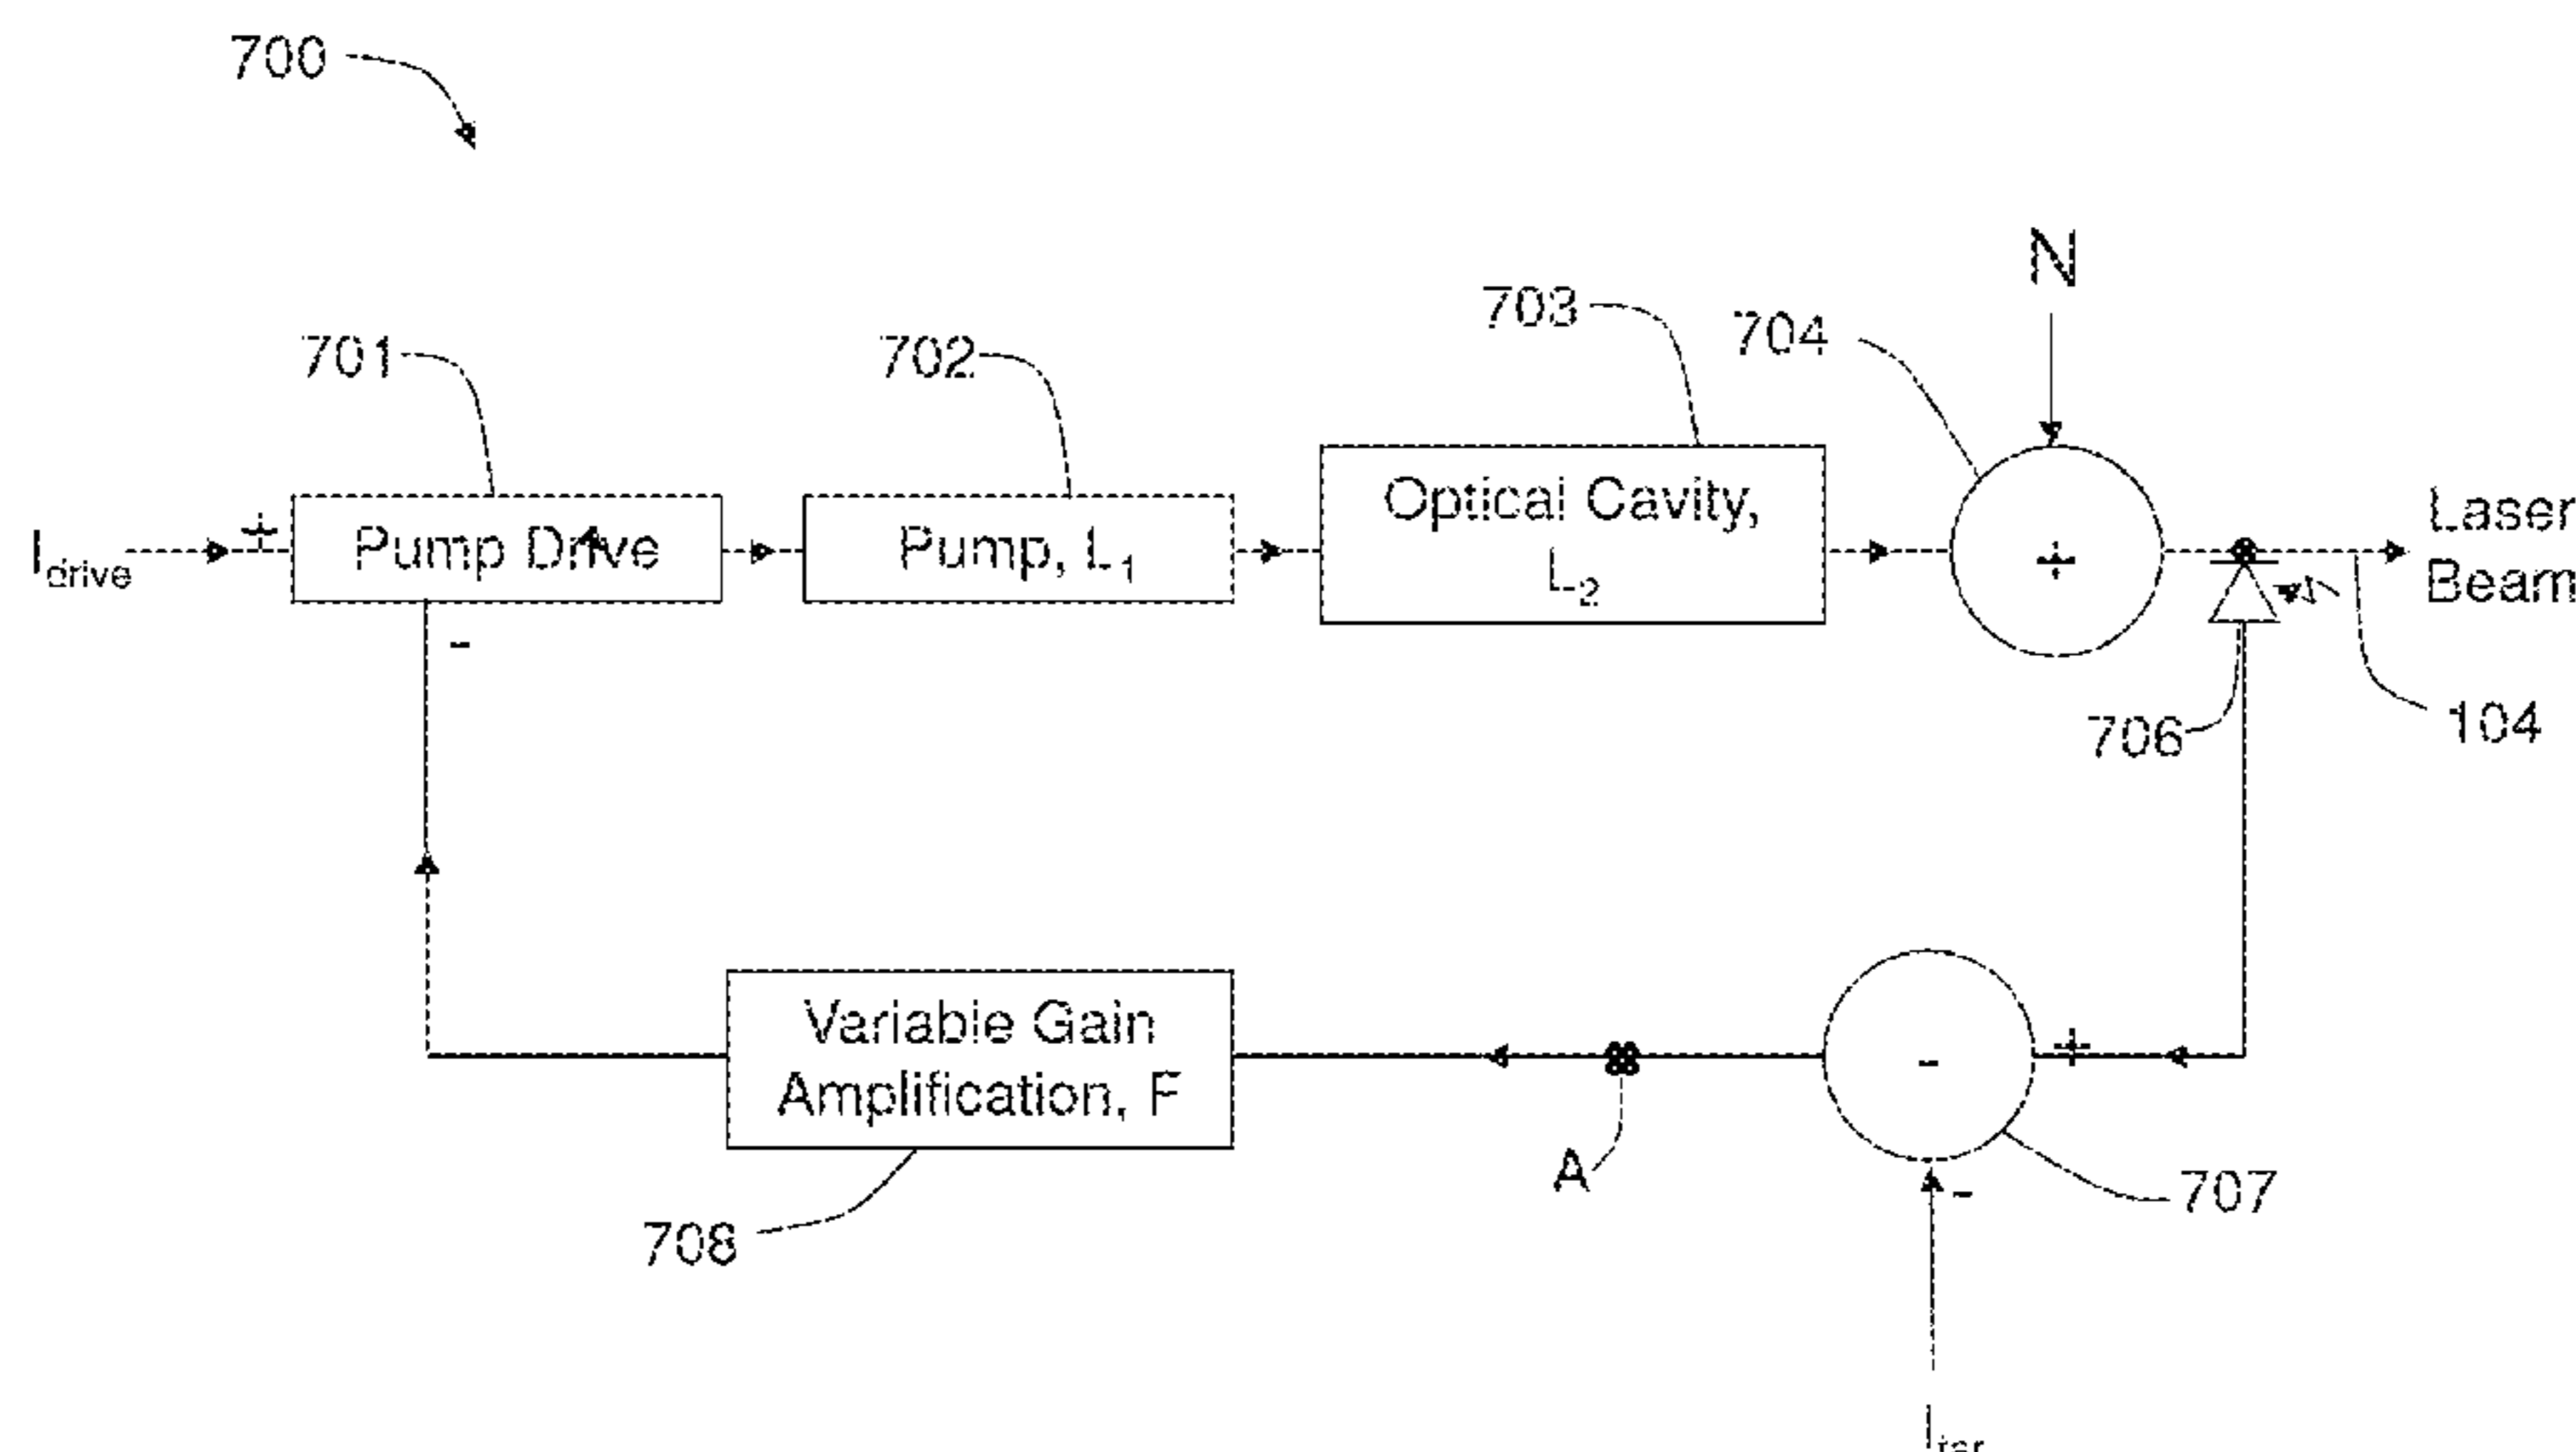 700
N
703
704
701
702
Optical Cavity,
L2
Laser
Beam
Idrive
+
Pump Drive
Pump, L1
+
-
706
104
Variable Gain
Amplification, F
-
+
A
-
707
708
Itar